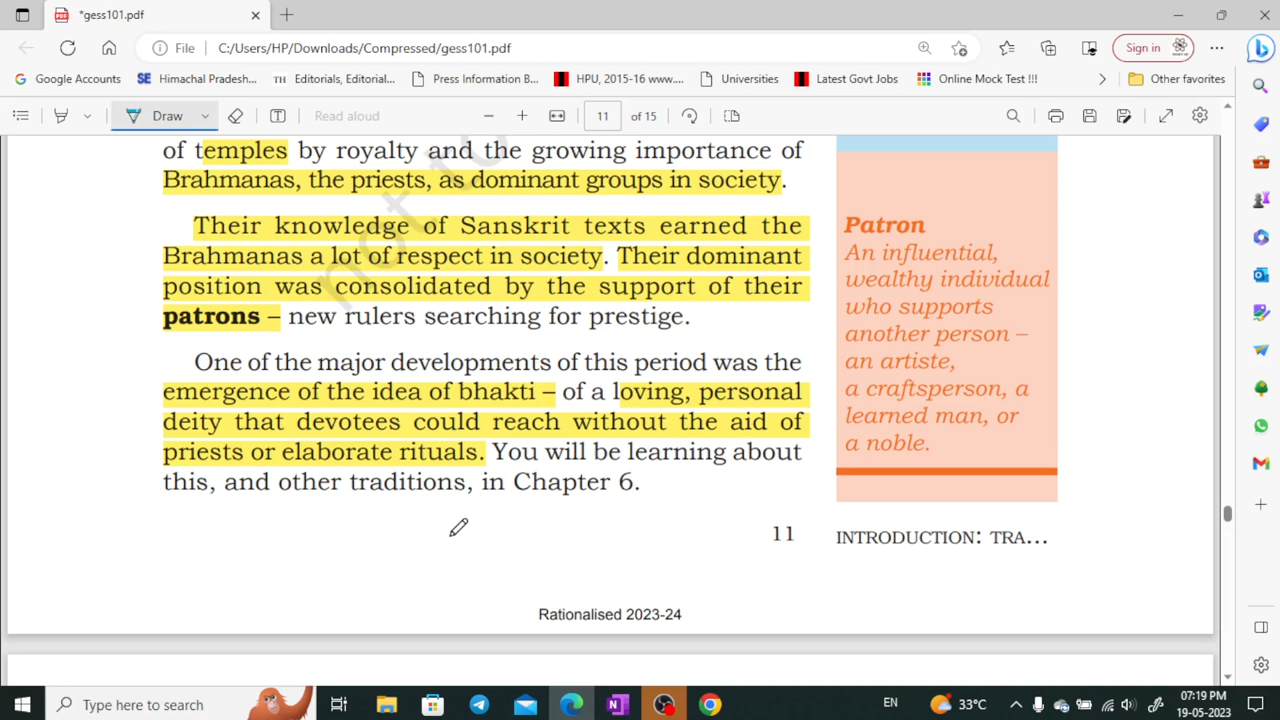 *gess101.pdf
File C:/Users/HP/Downloads/Compressed/gess101.pdf
Sign in
Google Accounts
SE Himachal Pradesh...
TH Editorials, Editorial...
Press Information B...
HPU, 2015-16 www....
Universities
Latest Govt Jobs
Online Mock Test !!!
Other favorites
Draw
Read aloud
11 of 15
of temples by royalty and the growing importance of
Brahmanas, the priests, as dominant groups in society.
Their knowledge of Sanskrit texts earned the
Brahmanas a lot of respect in society. Their dominant
position was consolidated by the support of their
patrons – new rulers searching for prestige.
One of the major developments of this period was the
emergence of the idea of bhakti – of a loving, personal
deity that devotees could reach without the aid of
priests or elaborate rituals. You will be learning about
this, and other traditions, in Chapter 6.
not to
Patron
An influential,
wealthy individual
who supports
another person –
an artiste,
a craftsperson, a
learned man, or
a noble.
11
INTRODUCTION: TRA...
Rationalised 2023-24
Type here to search
EN
33°C
07:19 PM
19-05-2023